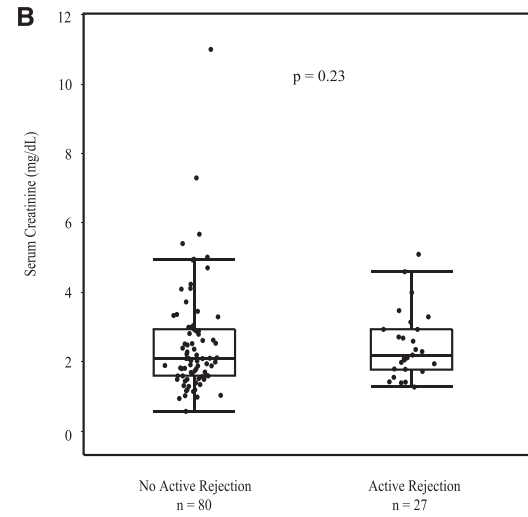 B
p = 0.23
Serum Creatinine (mg/dL)
12
10
8
6
4
2
0
No Active Rejection
n = 80
Active Rejection
n = 27